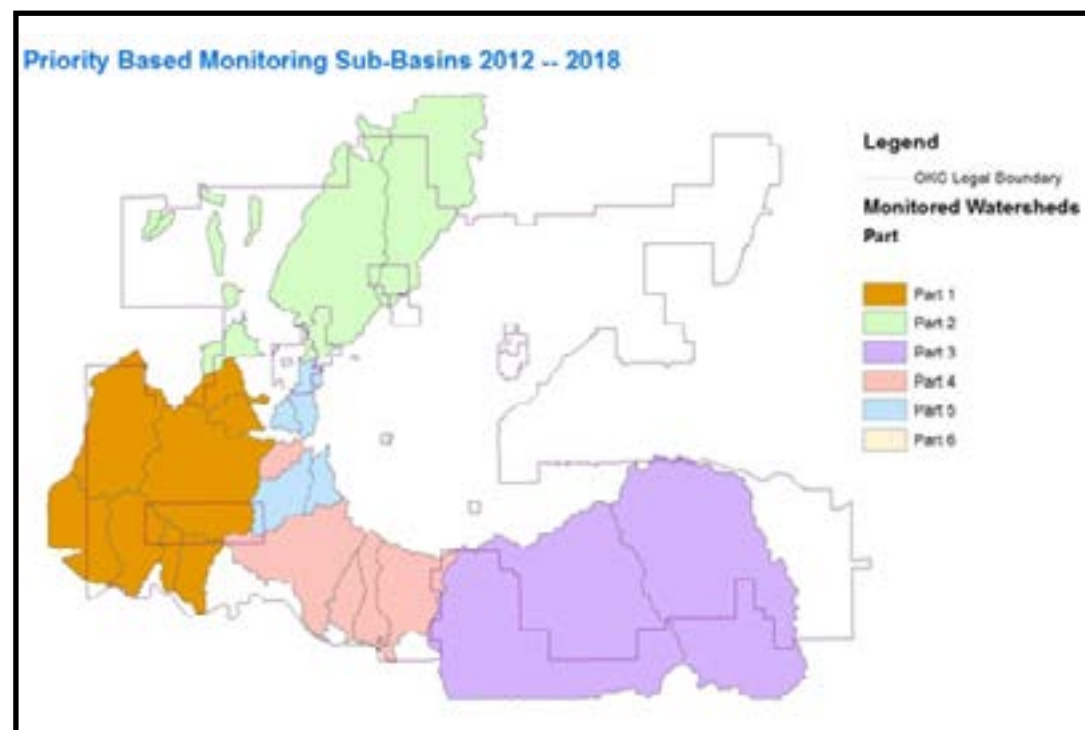 Priority Based Monitoring Sub-Basins 2012 -- 2018
Legend
OKC Legal Boundary
Monitored Watersheds
Part
Part 1
Part 2
Part 3
Part 4
Part 5
Part 6